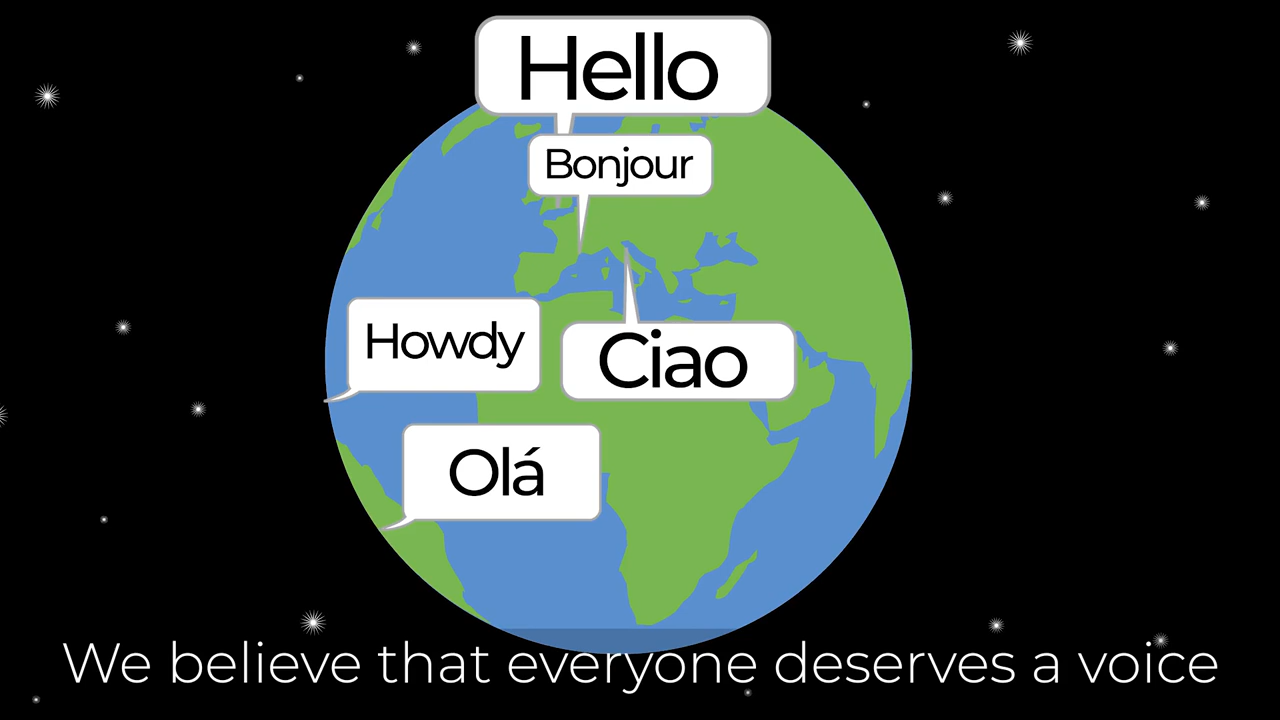 Hello
Bonjour
Howdy
Ciao
Olá
We believe that everyone deserves a voice